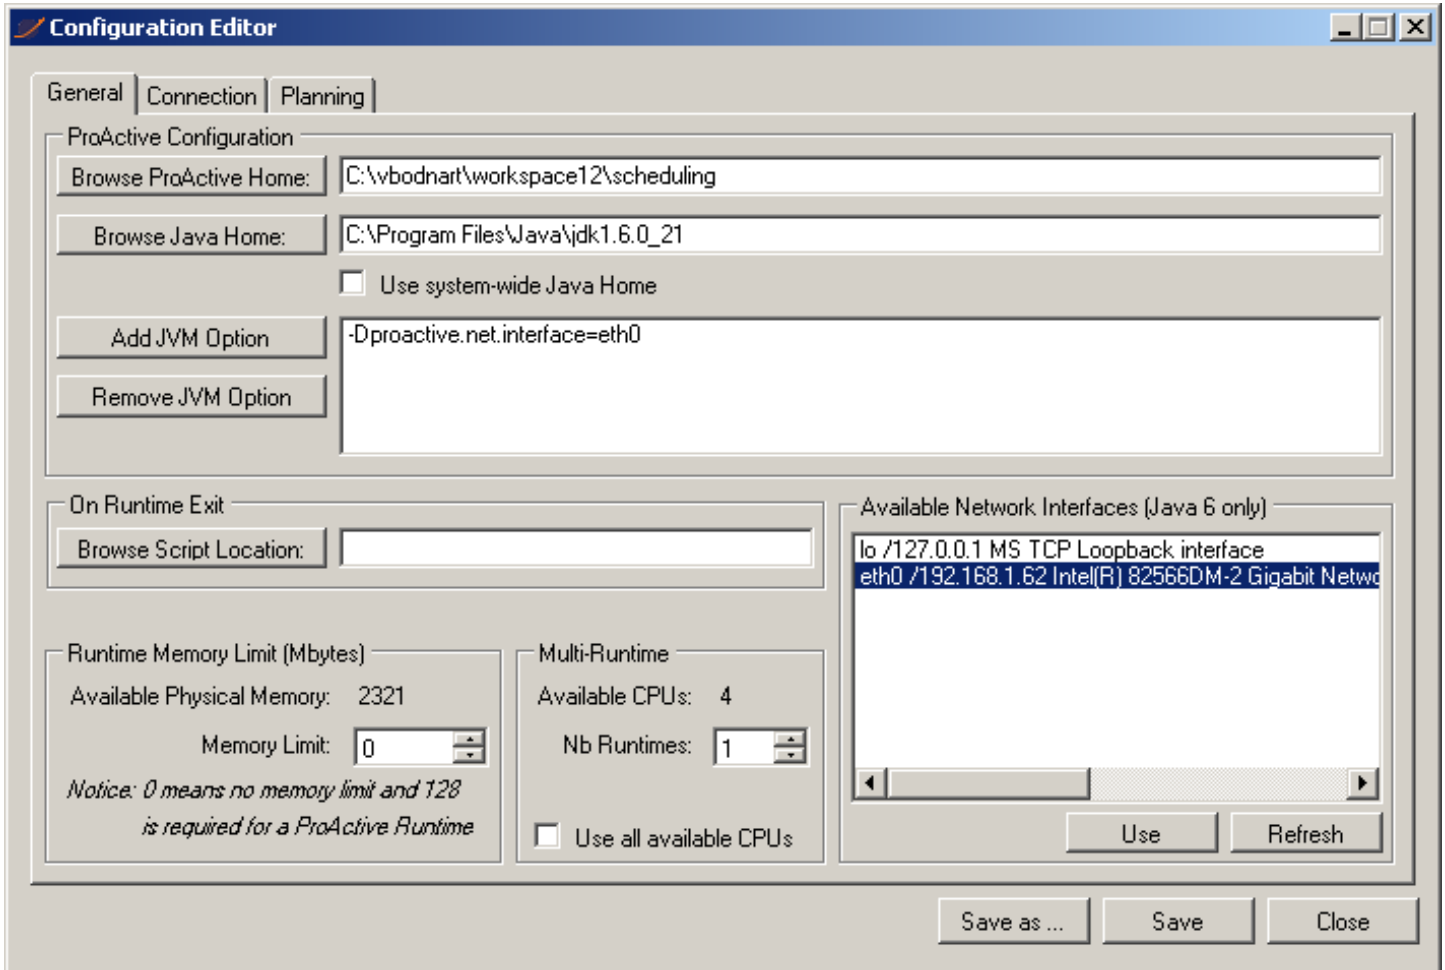 Configuration Editor
General Connection Planning
ProActive Configuration
Browse ProActive Home: C:\vbodnart\workspace12\scheduling
Browse Java Home: C:\Program Files\Java\jdk1.6.0_21
Use system-wide Java Home
Add JVM Option -Dproactive.net.interface=eth0
Remove JVM Option
On Runtime Exit
Browse Script Location:
Available Network Interfaces (Java 6 only)
lo /127.0.0.1 MS TCP Loopback interface
eth0 /192.168.1.62 Intel(R) 82566DM-2 Gigabit Netwo
Runtime Memory Limit (Mbytes)
Available Physical Memory: 2321
Memory Limit: 0
Notice: 0 means no memory limit and 128
is required for a ProActive Runtime
Multi-Runtime
Available CPUs: 4
Nb Runtimes: 1
Use all available CPUs
Use Refresh
Save as ... Save Close